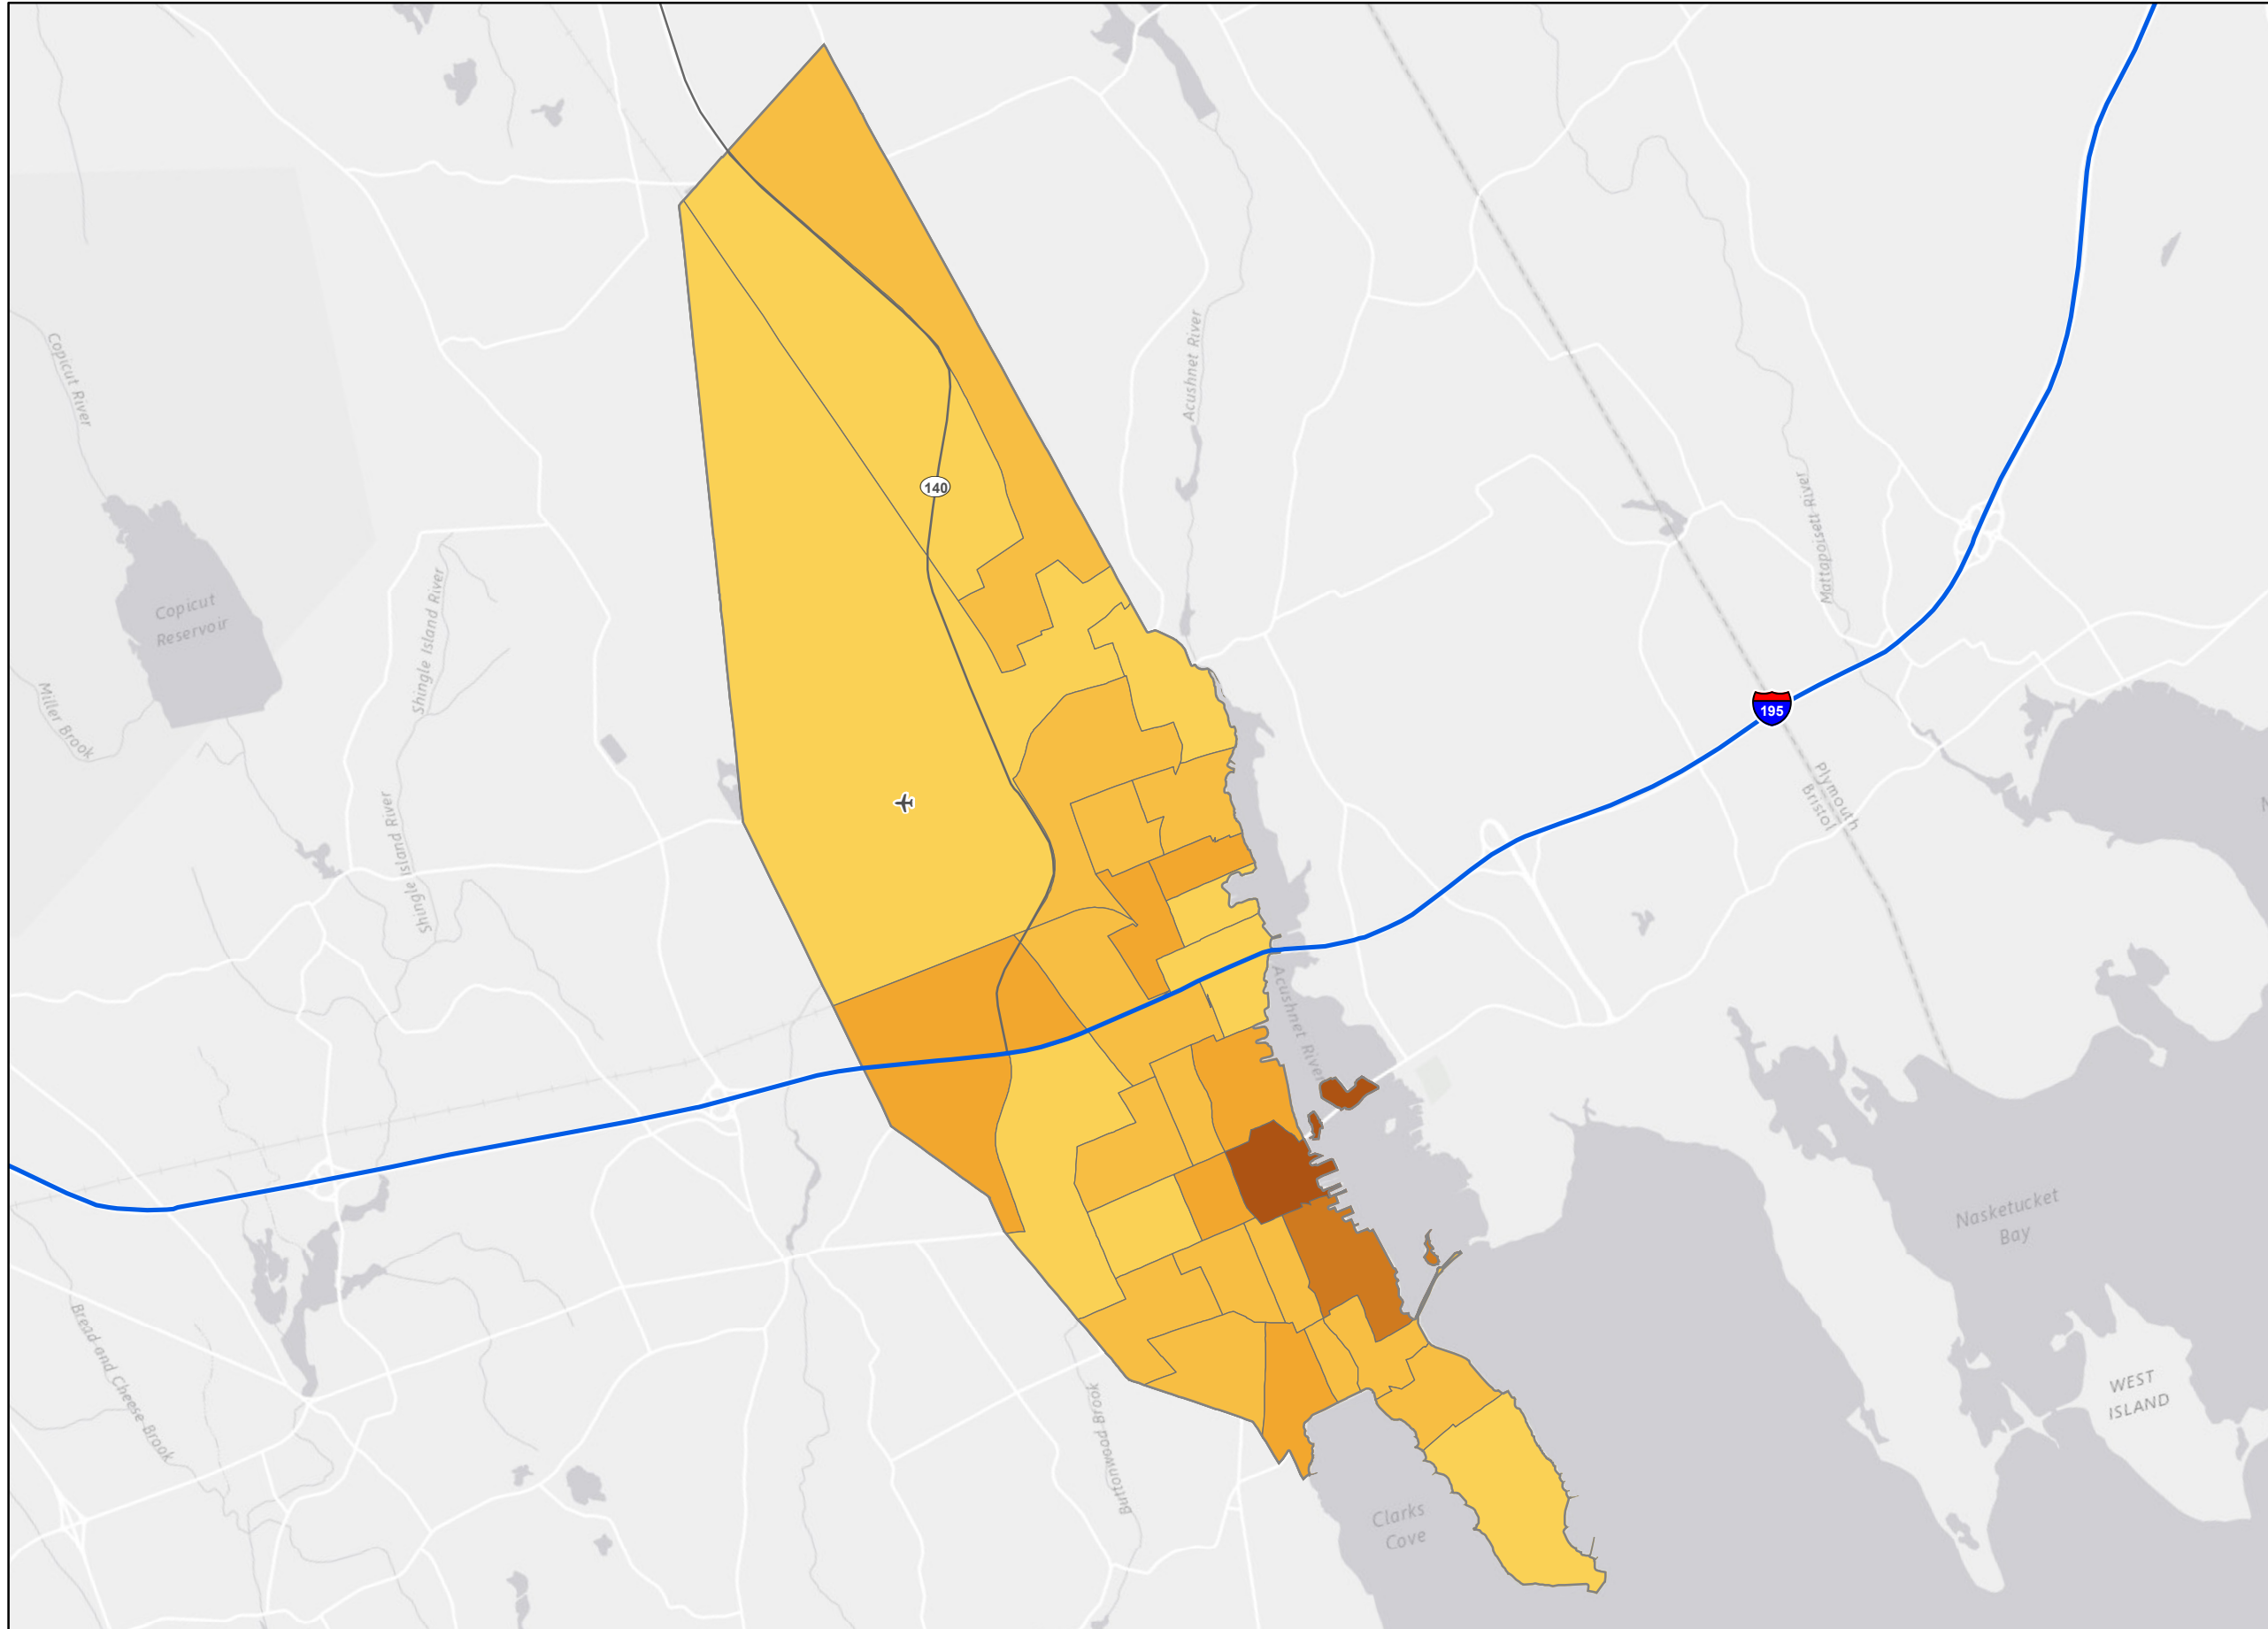 Copicut River
Acushnet River
140
Mattapoisett River
Copicut
Reservoir
Shingle Island River
Miller Brook
195
Plymouth
Bristol
Shingle Island River
Acushnet River
Nasketucket
Bay
Bread and Cheese Brook
Buttonwood Brook
WEST
ISLAND
Clarks
Cove